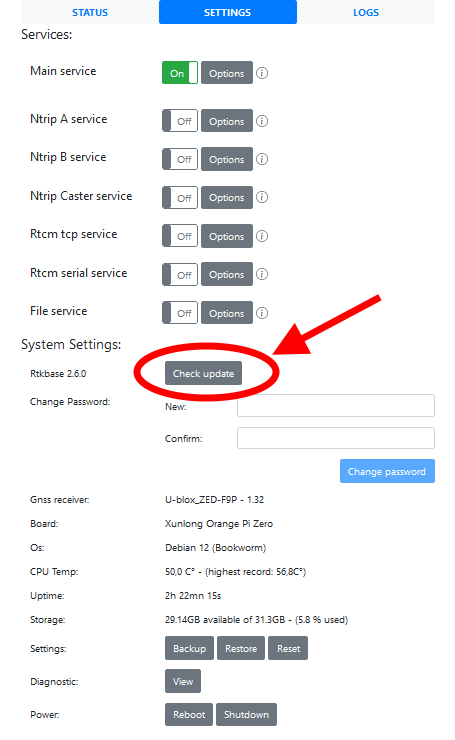 STATUS SETTINGS LOGS
Services:
Main service On Options
Ntrip A service Off Options
Ntrip B service Off Options
Ntrip Caster service Off Options
Rtcm tcp service Off Options
Rtcm serial service Off Options
File service Off Options
System Settings:
Rtkbase 2.6.0 Check update
Change Password: New:
Confirm:
Change password
Gnss receiver: U-blox_ZED-F9P - 1.32
Board: Xunlong Orange Pi Zero
Os: Debian 12 (Bookworm)
CPU Temp: 50,0 C° - (highest record: 56,8C°)
Uptime: 2h 22mn 15s
Storage: 29.14GB available of 31.3GB - (5.8 % used)
Settings: Backup Restore Reset
Diagnostic: View
Power: Reboot Shutdown